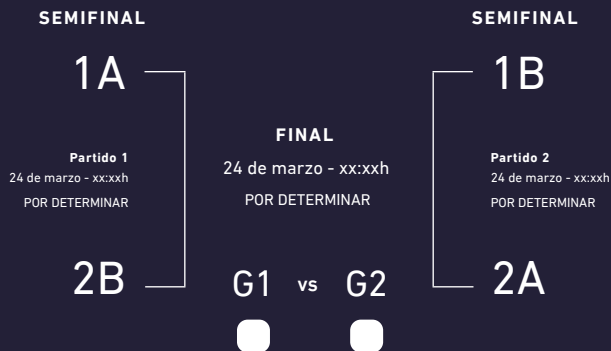 SEMIFINAL
1A
Partido 1
24 de marzo - xx:xxh
POR DETERMINAR
2B
FINAL
24 de marzo - xx:xxh
POR DETERMINAR
G1 vs G2
SEMIFINAL
1B
Partido 2
24 de marzo - xx:xxh
POR DETERMINAR
2A